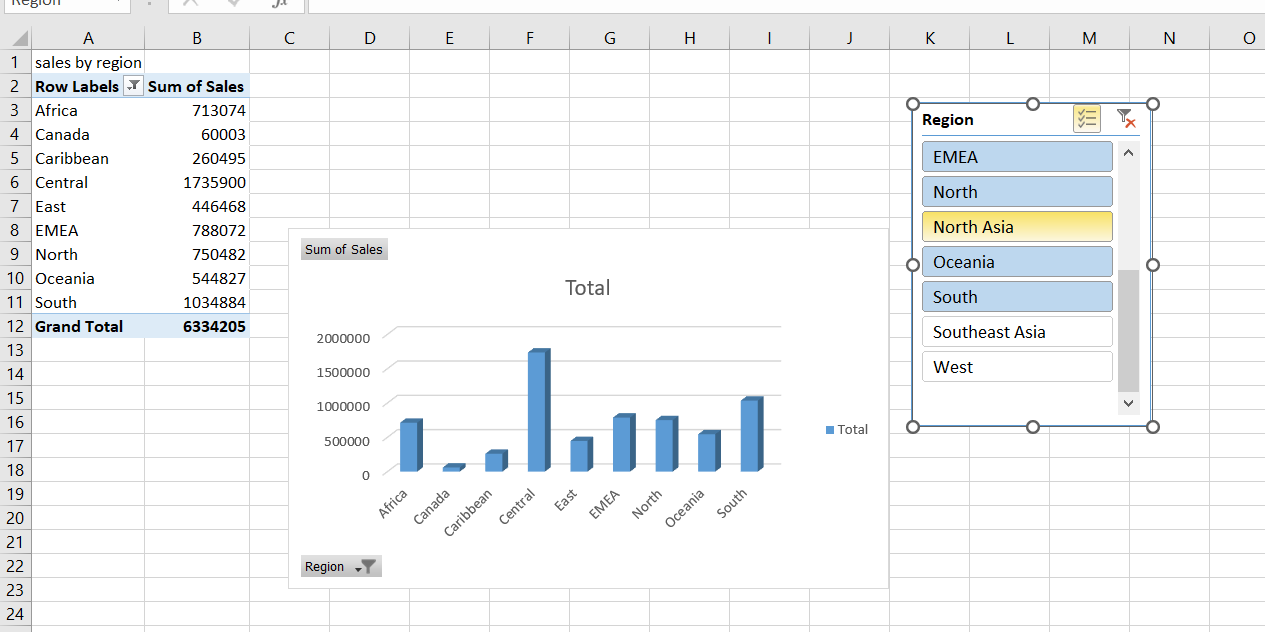 Region
fx
A B C D E F G H I J K L M N O
1 sales by region
2 Row Labels Sum of Sales
3 Africa 713074
4 Canada 60003
5 Caribbean 260495
6 Central 1735900
7 East 446468
8 EMEA 788072
9 North 750482
10 Oceania 544827
11 South 1034884
12 Grand Total 6334205
13
14
15
16
17
18
19
20
21
22
23
24
Sum of Sales
Total
2000000
1500000
1000000
500000
0
Africa Canada Caribbean Central East EMEA North Oceania South
Total
Region
Region
EMEA
North
North Asia
Oceania
South
Southeast Asia
West